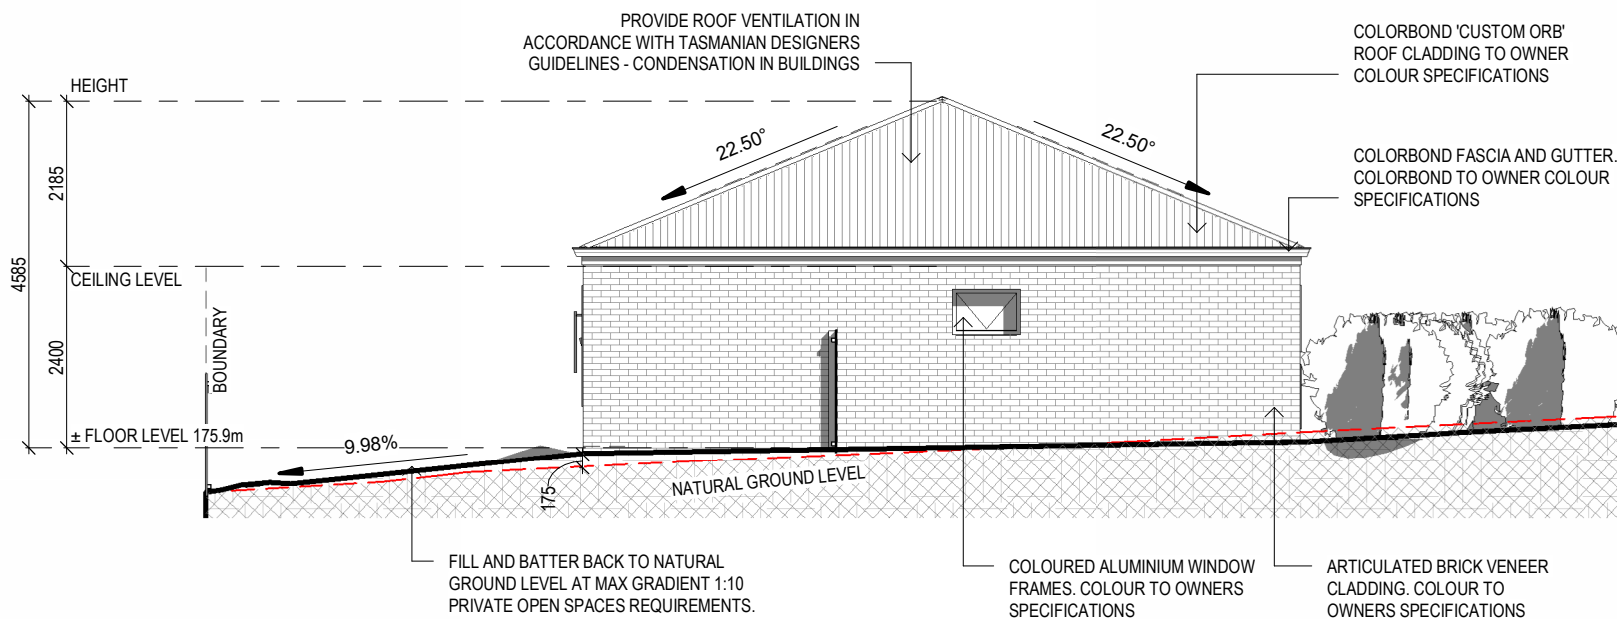 PROVIDE ROOF VENTILATION IN
ACCORDANCE WITH TASMANIAN DESIGNERS
GUIDELINES - CONDENSATION IN BUILDINGS
COLORBOND 'CUSTOM ORB'
ROOF CLADDING TO OWNER
COLOUR SPECIFICATIONS
HEIGHT
22.50°
22.50°
COLORBOND FASCIA AND GUTTER.
COLORBOND TO OWNER COLOUR
SPECIFICATIONS
2185
4585
CEILING LEVEL
BOUNDARY
2400
± FLOOR LEVEL 175.9m
9.98%
175
NATURAL GROUND LEVEL
FILL AND BATTER BACK TO NATURAL
GROUND LEVEL AT MAX GRADIENT 1:10
PRIVATE OPEN SPACES REQUIREMENTS.
COLOURED ALUMINIUM WINDOW
FRAMES. COLOUR TO OWNERS
SPECIFICATIONS
ARTICULATED BRICK VENEER
CLADDING. COLOUR TO
OWNERS SPECIFICATIONS